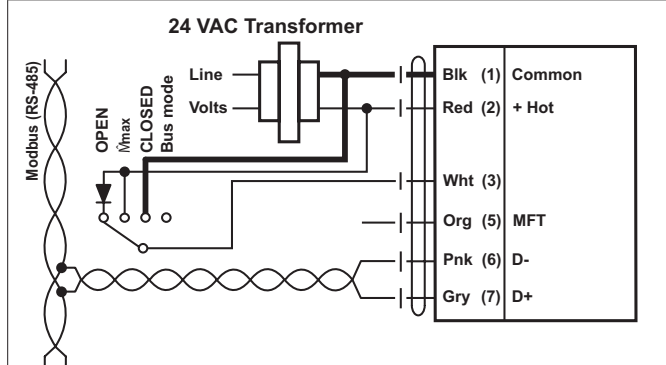 24 VAC Transformer
Modbus (RS-485)
Line
Volts
OPEN
V̇max
CLOSED
Bus mode
Blk (1) Common
Red (2) + Hot
Wht (3)
Org (5) MFT
Pnk (6) D-
Gry (7) D+